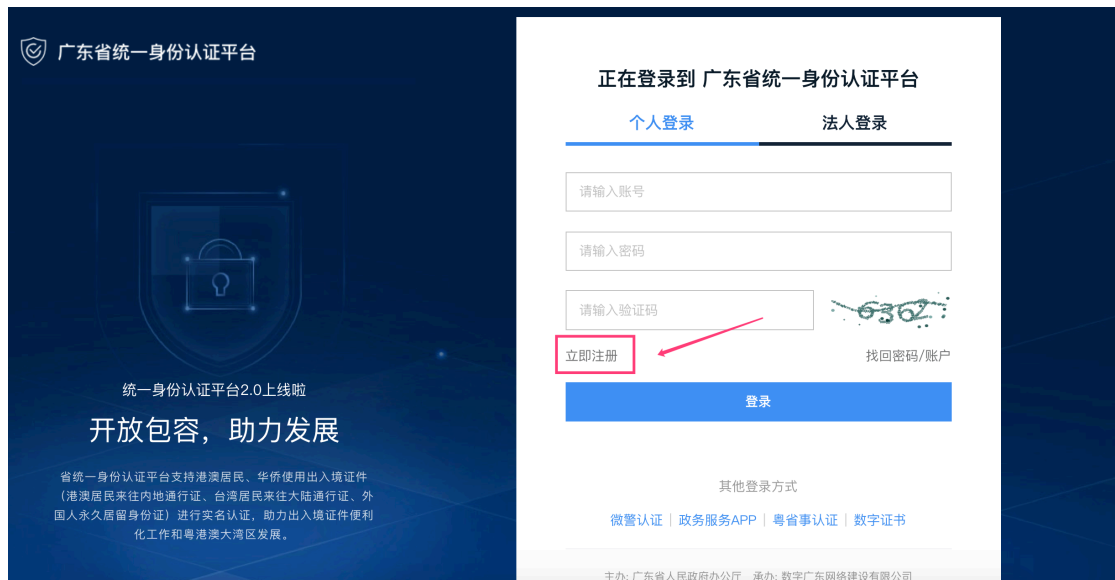 广东省统一身份认证平台
统一身份认证平台2.0上线啦
开放包容，助力发展
省统一身份认证平台支持港澳居民、华侨使用出入境证件
（港澳居民来往内地通行证、台湾居民来往大陆通行证、外
国人永久居留身份证）进行实名认证，助力出入境证件便利
化工作和粤港澳大湾区发展。
正在登录到 广东省统一身份认证平台
个人登录 法人登录
请输入账号
请输入密码
请输入验证码 6362
立即注册 找回密码/账户
登录
其他登录方式
微警认证 | 政务服务APP | 粤省事认证 | 数字证书
主办: 广东省人民政府办公厅 承办: 数字广东网络建设有限公司